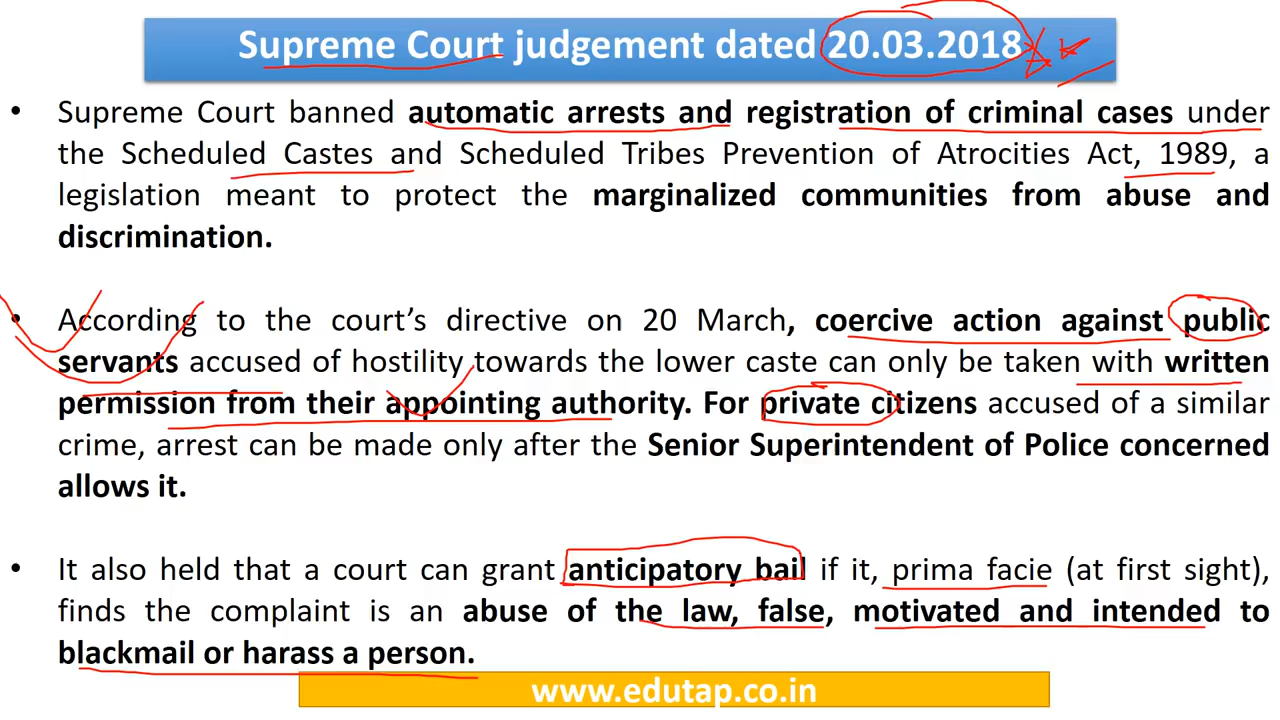 Supreme Court judgement dated 20.03.2018
• Supreme Court banned automatic arrests and registration of criminal cases under
the Scheduled Castes and Scheduled Tribes Prevention of Atrocities Act, 1989, a
legislation meant to protect the marginalized communities from abuse and
discrimination.
• According to the court's directive on 20 March, coercive action against public
servants accused of hostility towards the lower caste can only be taken with written
permission from their appointing authority. For private citizens accused of a similar
crime, arrest can be made only after the Senior Superintendent of Police concerned
allows it.
• It also held that a court can grant anticipatory bail if it, prima facie (at first sight),
finds the complaint is an abuse of the law, false, motivated and intended to
blackmail or harass a person.
www.edutap.co.in